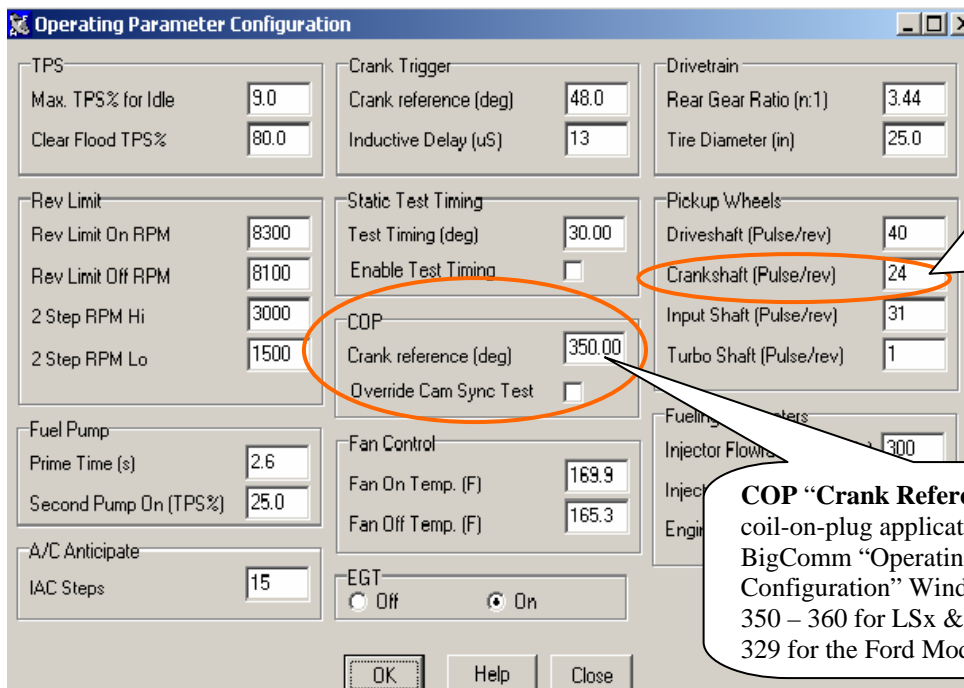 Operating Parameter Configuration
TPS
Max. TPS% for Idle 9.0
Clear Flood TPS% 80.0
Rev Limit
Rev Limit On RPM 8300
Rev Limit Off RPM 8100
2 Step RPM Hi 3000
2 Step RPM Lo 1500
Fuel Pump
Prime Time (s) 2.6
Second Pump On (TPS%) 25.0
A/C Anticipate
IAC Steps 15
Crank Trigger
Crank reference (deg) 48.0
Inductive Delay (uS) 13
Static Test Timing
Test Timing (deg) 30.00
Enable Test Timing
COP
Crank reference (deg) 350.00
Override Cam Sync Test
Fan Control
Fan On Temp. (F) 169.9
Fan Off Temp. (F) 165.3
EGT
Off On
Drivetrain
Rear Gear Ratio (n:1) 3.44
Tire Diameter (in) 25.0
Pickup Wheels
Driveshaft (Pulse/rev) 40
Crankshaft (Pulse/rev) 24
Input Shaft (Pulse/rev) 31
Turbo Shaft (Pulse/rev) 1
Fueling
Injector 300
COP “Crank
coil-on-plug
BigComm
Configuration”
350 – 360 for LSx &
329 for the Ford
OK Help Close